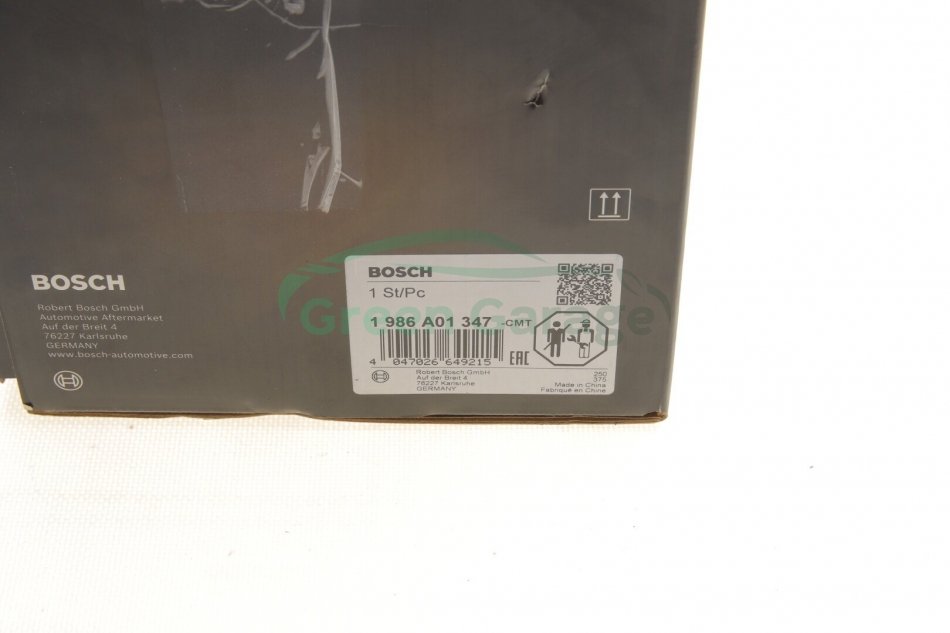 BOSCH
Robert Bosch GmbH
Automotive Aftermarket
Auf der Breit 4
76227 Karlsruhe
GERMANY
www.bosch-automotive.com
BOSCH
1 St/Pc
Green Garage
1 986 A01 347 -CMT
4 047026 649215
EAC
Robert Bosch GmbH
Auf der Breit 4
76227 Karlsruhe
GERMANY
250
375
Made in China
Fabriqué en Chine